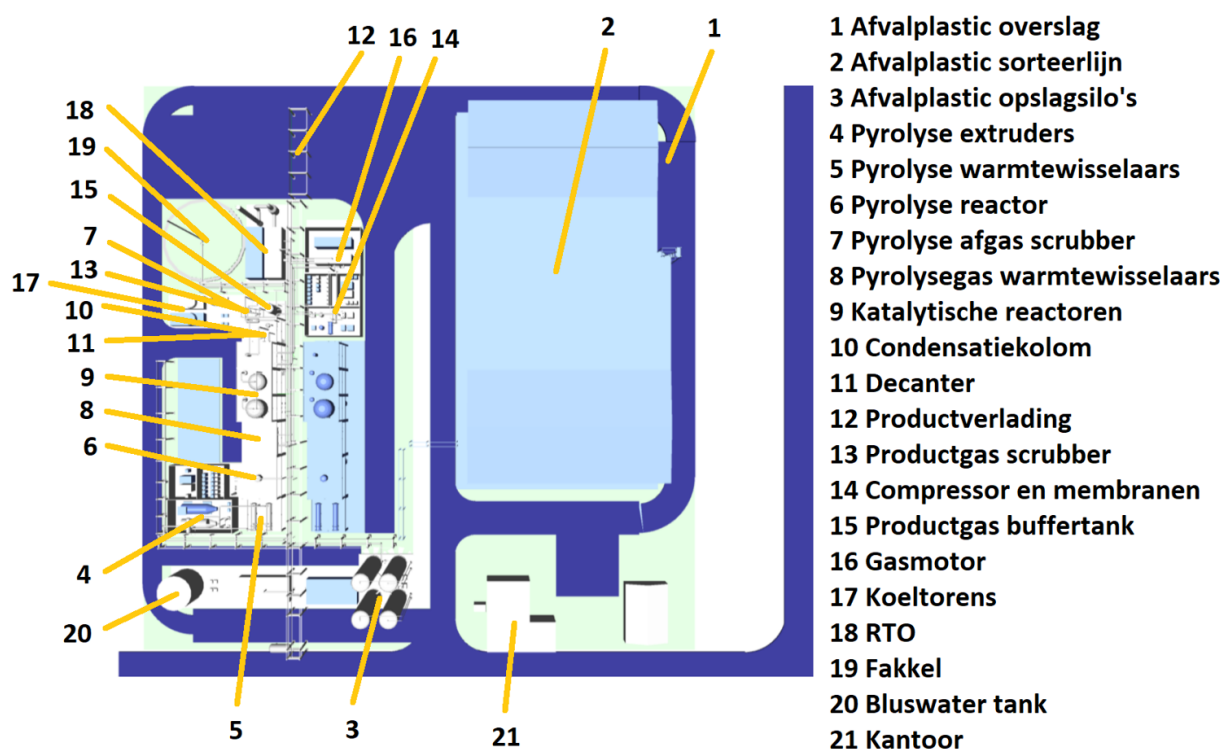 12
16
14
2
1
18
19
15
7
13
17
10
11
9
8
6
4
20
5
3
21
1 Afvalplastic overslag
2 Afvalplastic sorteerlijn
3 Afvalplastic opslagsilo's
4 Pyrolyse extruders
5 Pyrolyse warmtewisselaars
6 Pyrolyse reactor
7 Pyrolyse afgas scrubber
8 Pyrolysegas warmtewisselaars
9 Katalytische reactoren
10 Condensatiekolom
11 Decanter
12 Productverlading
13 Productgas scrubber
14 Compressor en membranen
15 Productgas buffertank
16 Gasmotor
17 Koeltorens
18 RTO
19 Fakkel
20 Bluswater tank
21 Kantoor